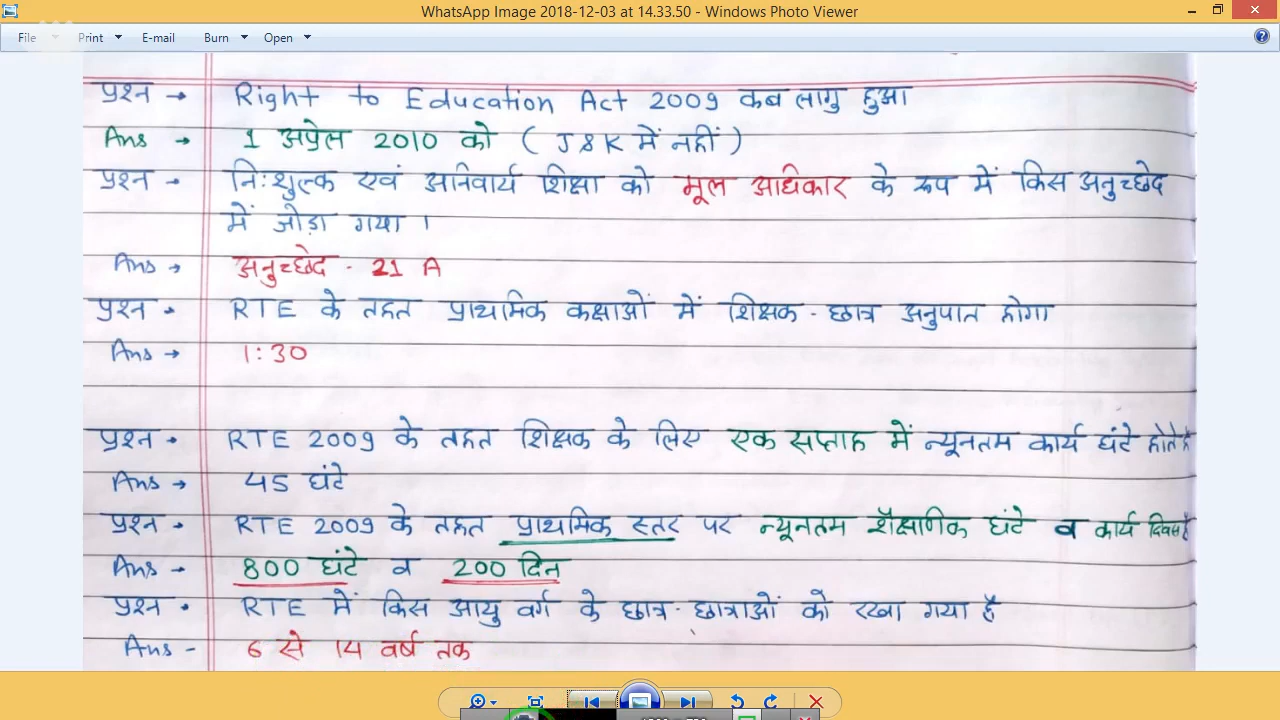 WhatsApp Image 2018-12-03 at 14.33.50 - Windows Photo Viewer
File Print E-mail Burn Open
प्रश्न → Right to Education Act 2009 कब लागु हुआ
Ans → 1 अप्रेल 2010 को ( J&K में नहीं )
प्रश्न - निःशुल्क एवं अनिवार्य शिक्षा को मूल अधिकार के रूप में किस अनुच्छेद
में जोड़ा गया ।
Ans → अनुच्छेद - 21 A
प्रश्न - RTE के तहत प्राथमिक कक्षाओं में शिक्षक - छात्र अनुपात होगा
Ans → 1:30
प्रश्न - RTE 2009 के तहत शिक्षक के लिए एक सप्ताह में न्यूनतम कार्य घंटे होते है
Ans → 45 घंटे
प्रश्न - RTE 2009 के तहत प्राथमिक स्तर पर न्यूनतम शैक्षणिक घंटे व कार्य दिवस है
Ans - 800 घंटे व 200 दिन
प्रश्न - RTE में किस आयु वर्ग के छात्र - छात्राओं को रखा गया है
Ans - 6 से 14 वर्ष तक